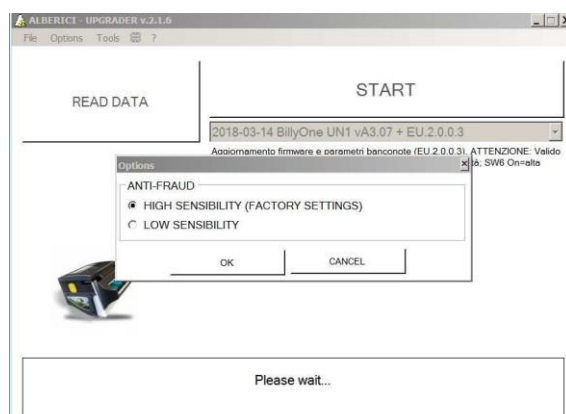 ALBERICI - UPGRADER v.2.1.6
File Options Tools ?
READ DATA
START
2018-03-14 BillyOne UN1 vA3.07 + EU.2.0.0.3
Aggiornamento firmware e parametri banconote (EU.2.0.0.3). ATTENZIONE: Valido
SW6 On=alta
Options
ANTI-FRAUD
HIGH SENSIBILITY (FACTORY SETTINGS)
LOW SENSIBILITY
OK CANCEL
Please wait...